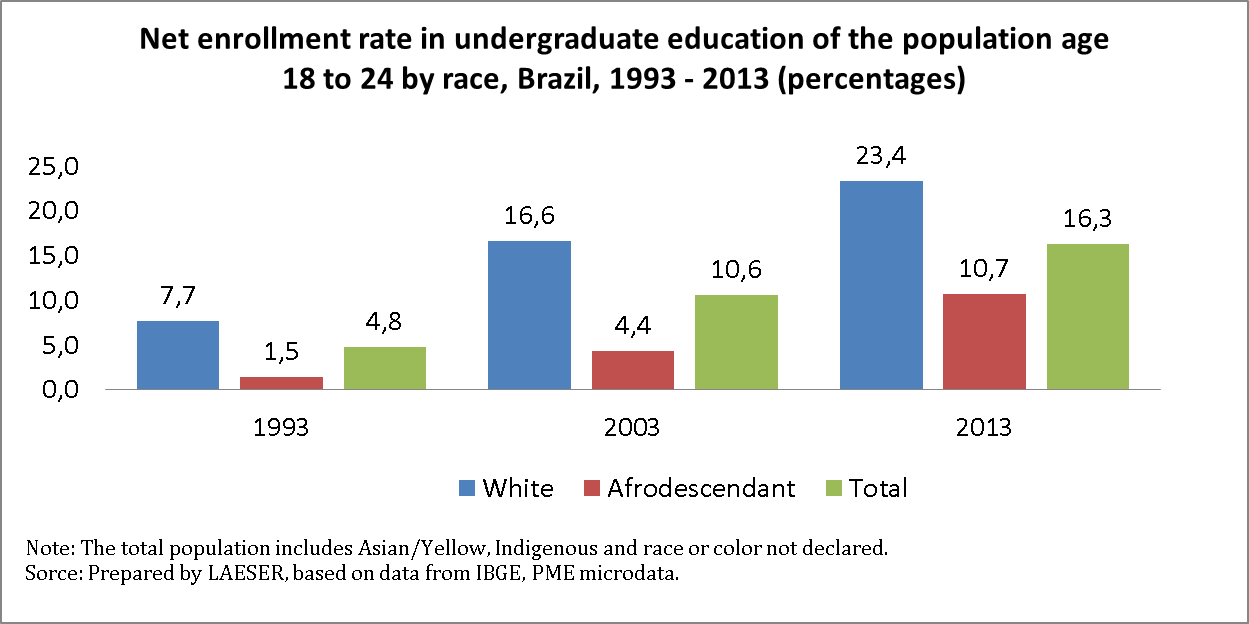 Net enrollment rate in undergraduate education of the population age
18 to 24 by race, Brazil, 1993 - 2013 (percentages)
25,0
20,0
15,0
10,0
5,0
0,0
7,7
1,5
4,8
16,6
4,4
10,6
23,4
10,7
16,3
1993
2003
2013
White
Afrodescendant
Total
Note: The total population includes Asian/Yellow, Indigenous and race or color not declared.
Sorce: Prepared by LAESER, based on data from IBGE, PME microdata.